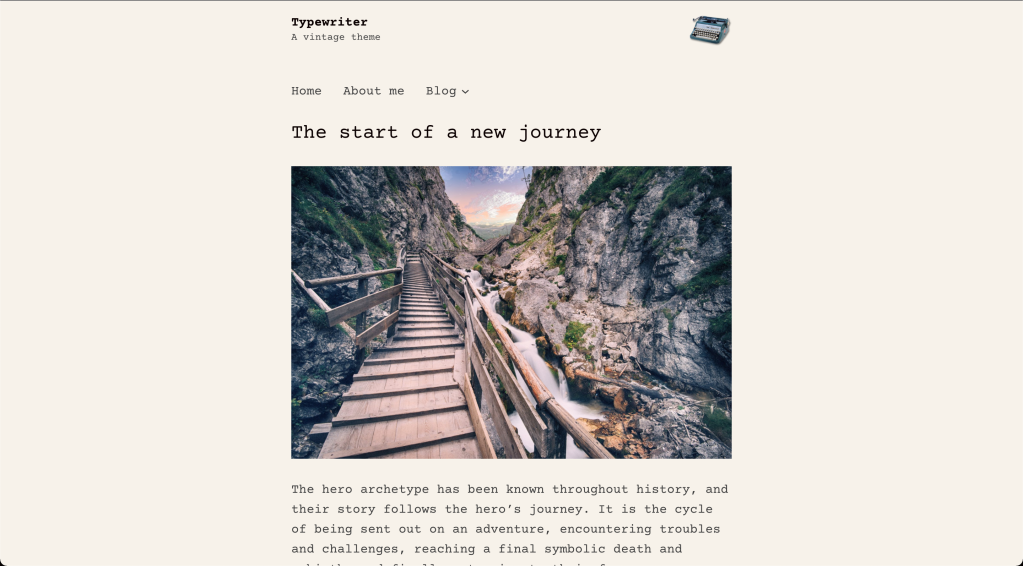 Typewriter
A vintage theme
Home About me Blog
The start of a new journey
The hero archetype has been known throughout history, and
their story follows the hero’s journey. It is the cycle
of being sent out on an adventure, encountering troubles
and challenges, reaching a final symbolic death and